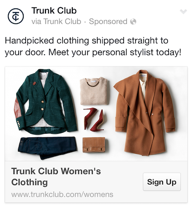 Trunk Club
via Trunk Club · Sponsored
Handpicked clothing shipped straight to
your door. Meet your personal stylist today!
Trunk Club Women's
Clothing
www.trunkclub.com/womens
Sign Up